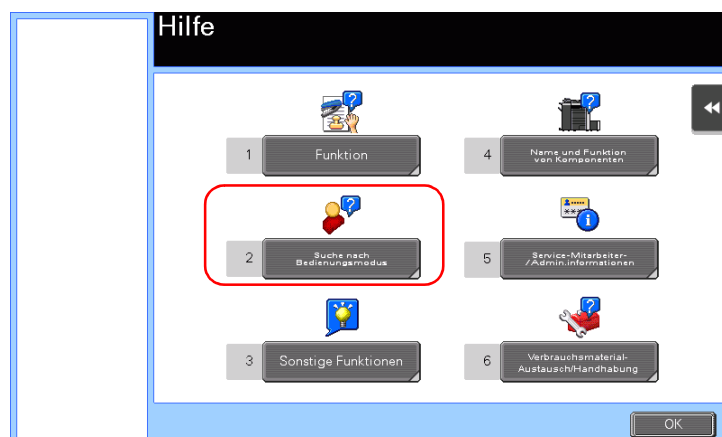 Hilfe
1 Funktion
4 Name und Funktion
von Komponenten
2 Suche nach
Bedienungsmodus
5 Service-Mitarbeiter-
/Admin.informationen
3 Sonstige Funktionen
6 Verbrauchsmaterial-
Austausch/Handhabung
OK